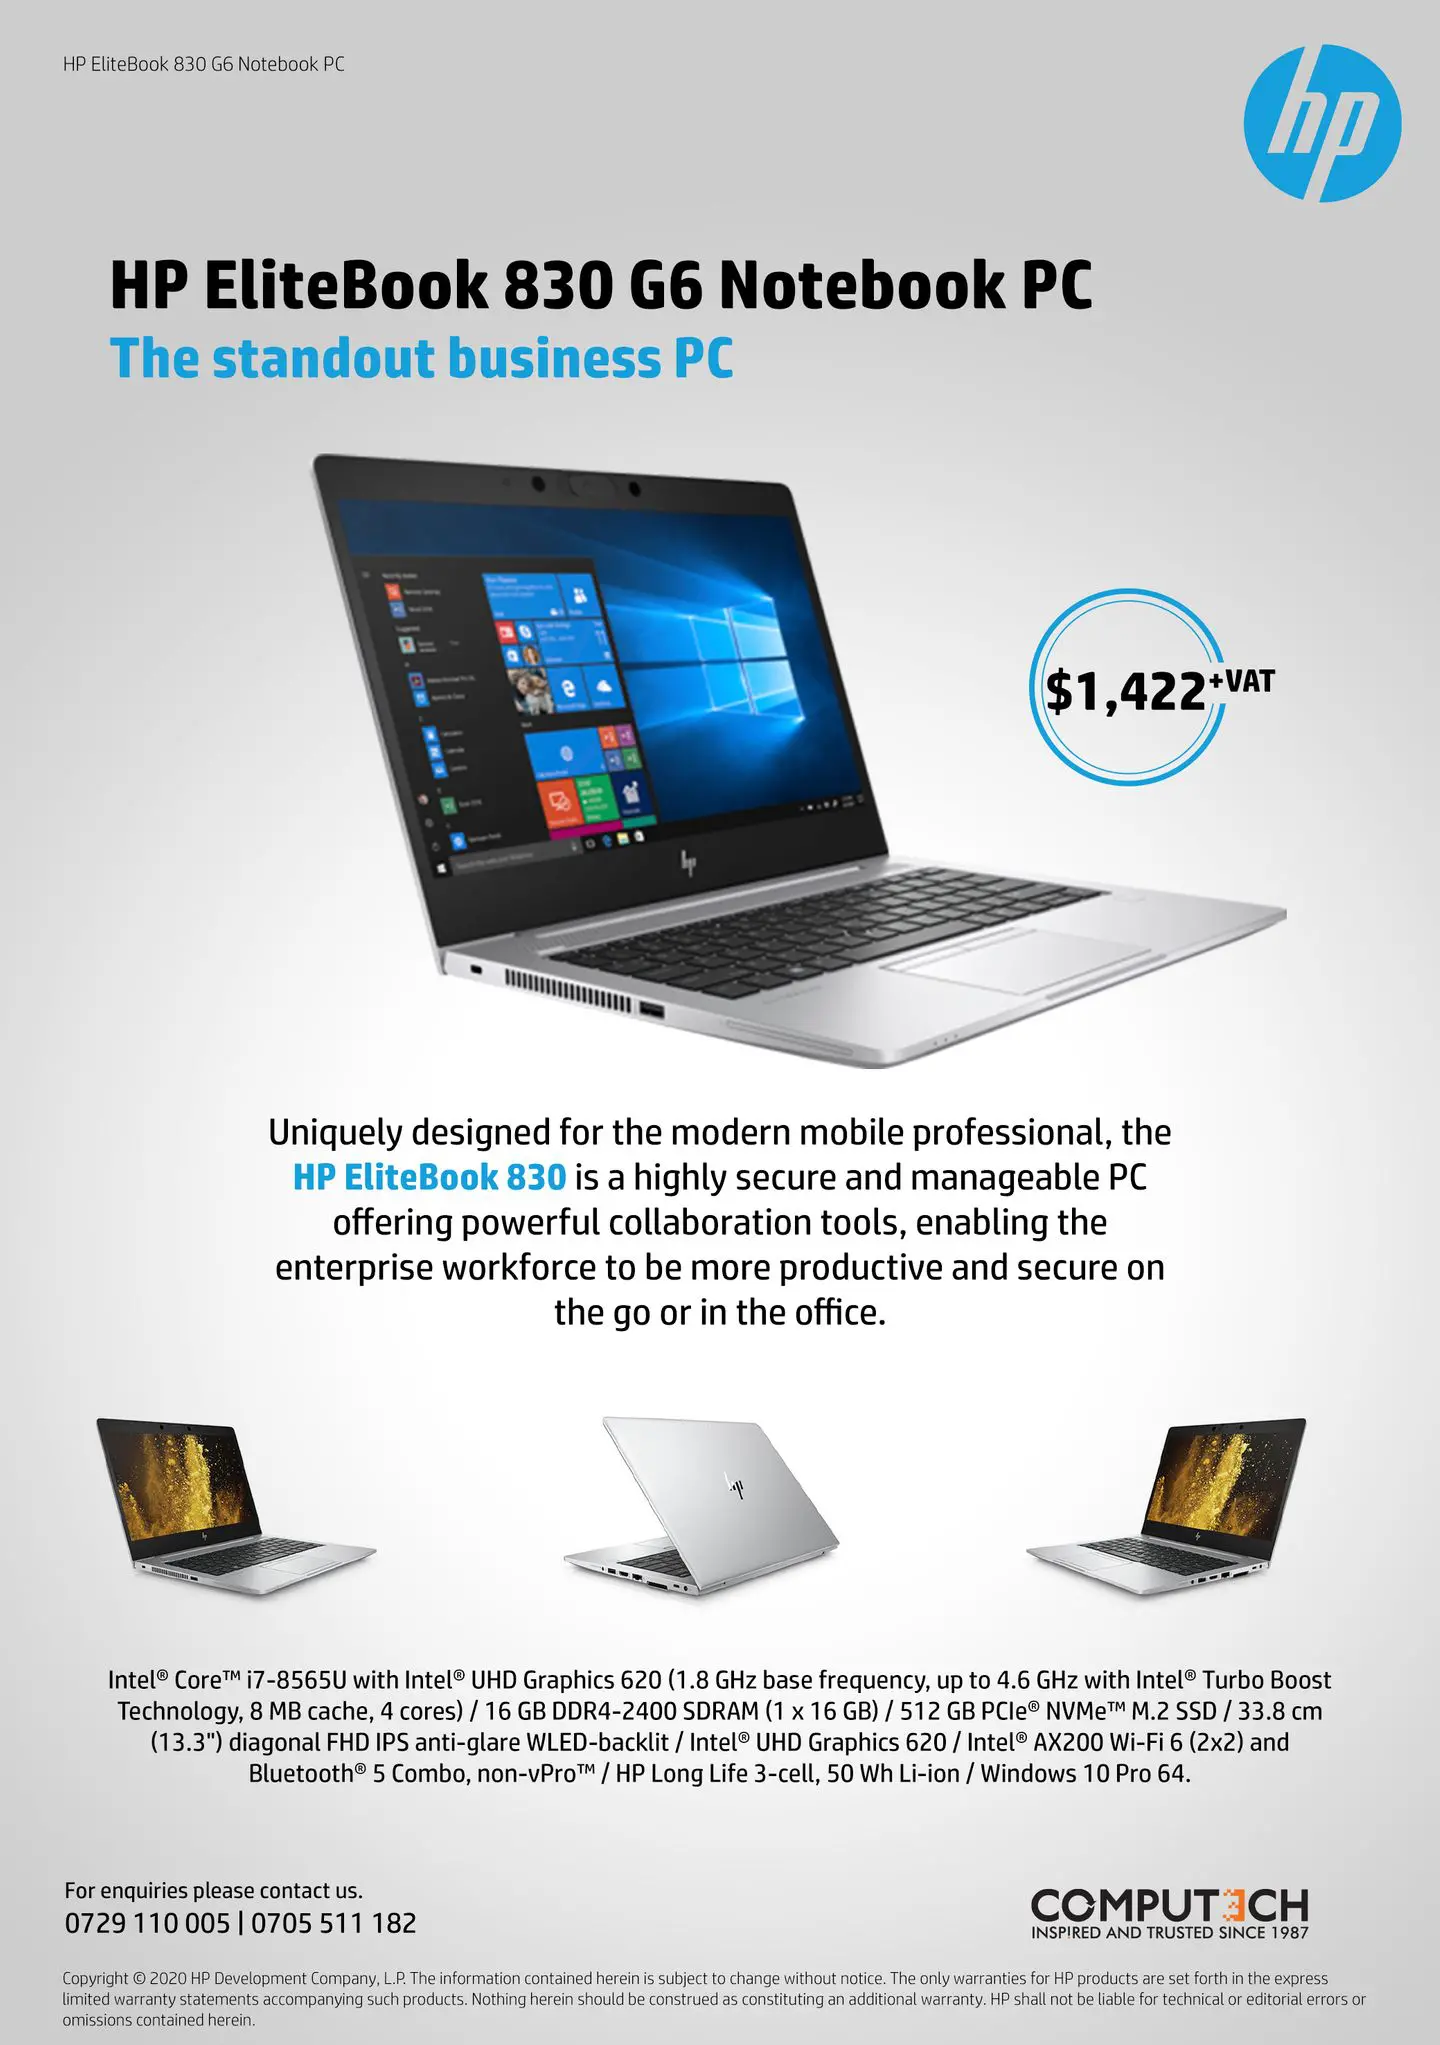 HP EliteBook 830 G6 Notebook PC
hp
HP EliteBook 830 G6 Notebook PC
The standout business PC
$1,422+VAT
Uniquely designed for the modern mobile professional, the
HP EliteBook 830 is a highly secure and manageable PC
offering powerful collaboration tools, enabling the
enterprise workforce to be more productive and secure on
the go or in the office.
Intel® Core™ i7-8565U with Intel® UHD Graphics 620 (1.8 GHz base frequency, up to 4.6 GHz with Intel® Turbo Boost
Technology, 8 MB cache, 4 cores) / 16 GB DDR4-2400 SDRAM (1 x 16 GB) / 512 GB PCIe® NVMe™ M.2 SSD / 33.8 cm
(13.3") diagonal FHD IPS anti-glare WLED-backlit / Intel® UHD Graphics 620 / Intel® AX200 Wi-Fi 6 (2x2) and
Bluetooth® 5 Combo, non-vPro™ / HP Long Life 3-cell, 50 Wh Li-ion / Windows 10 Pro 64.
For enquiries please contact us.
0729 110 005 | 0705 511 182
COMPUTECH
INSP!RED AND TRUSTED SINCE 1987
Copyright © 2020 HP Development Company, L.P. The information contained herein is subject to change without notice. The only warranties for HP products are set forth in the express
limited warranty statements accompanying such products. Nothing herein should be construed as constituting an additional warranty. HP shall not be liable for technical or editorial errors or
omissions contained herein.